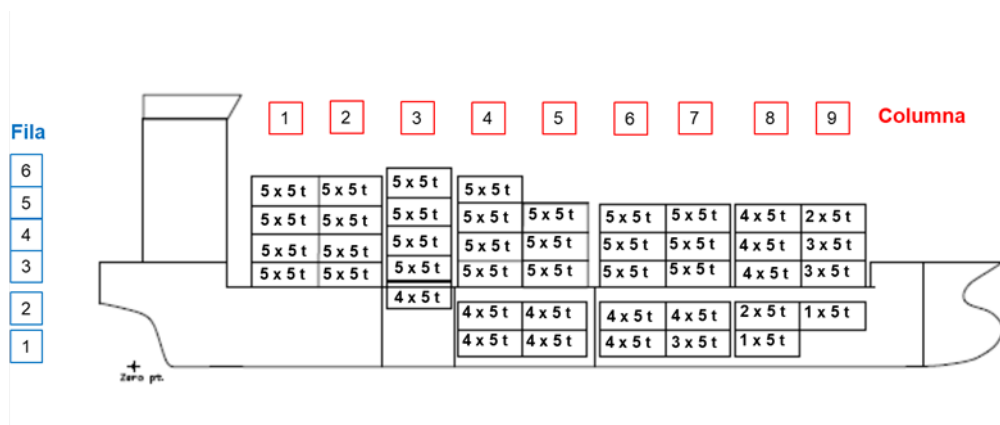 1 2 3 4 5 6 7 8 9 Columna
Fila
6
5
4
3
2
1
5 x 5 t
5 x 5 t 5 x 5 t 5 x 5 t
5 x 5 t 5 x 5 t 5 x 5 t 5 x 5 t 5 x 5 t 5 x 5 t 5 x 5 t 4 x 5 t 2 x 5 t
5 x 5 t 5 x 5 t 5 x 5 t 5 x 5 t 5 x 5 t 5 x 5 t 5 x 5 t 4 x 5 t 3 x 5 t
5 x 5 t 5 x 5 t 5 x 5 t 5 x 5 t 5 x 5 t 5 x 5 t 5 x 5 t 4 x 5 t 3 x 5 t
4 x 5 t
4 x 5 t 4 x 5 t 4 x 5 t 4 x 5 t 2 x 5 t 1 x 5 t
4 x 5 t 4 x 5 t 4 x 5 t 3 x 5 t 1 x 5 t
Zero pt.